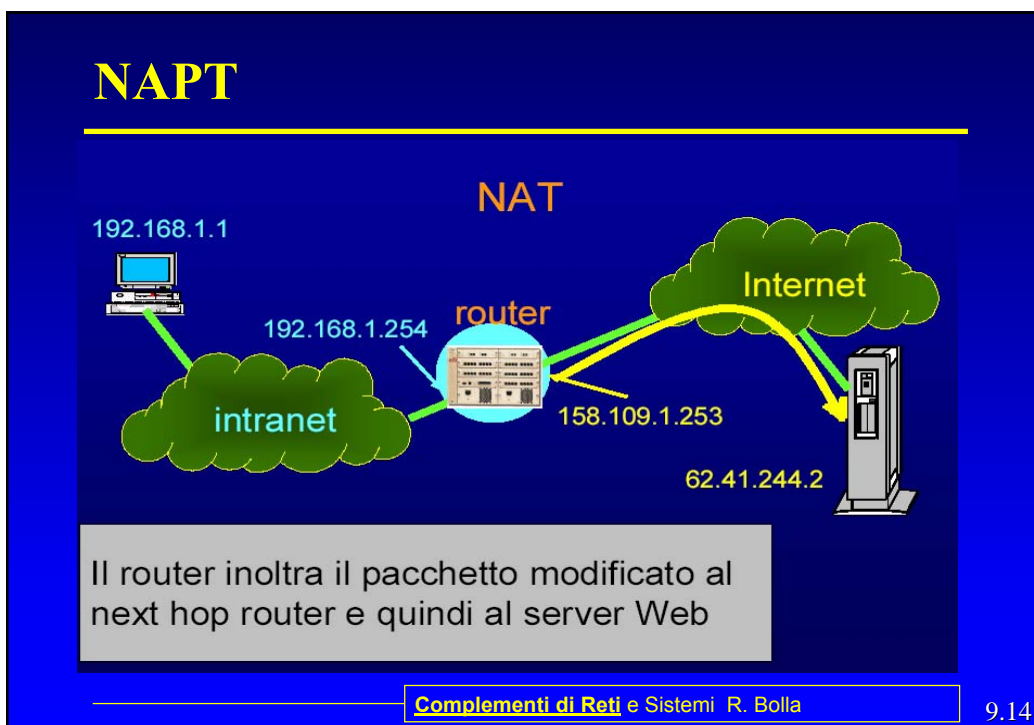 NAPT
NAT
192.168.1.1
Internet
router
192.168.1.254
intranet
158.109.1.253
62.41.244.2
Il router inoltra il pacchetto modificato al
next hop router e quindi al server Web
Complementi di Reti e Sistemi R. Bolla
9.14